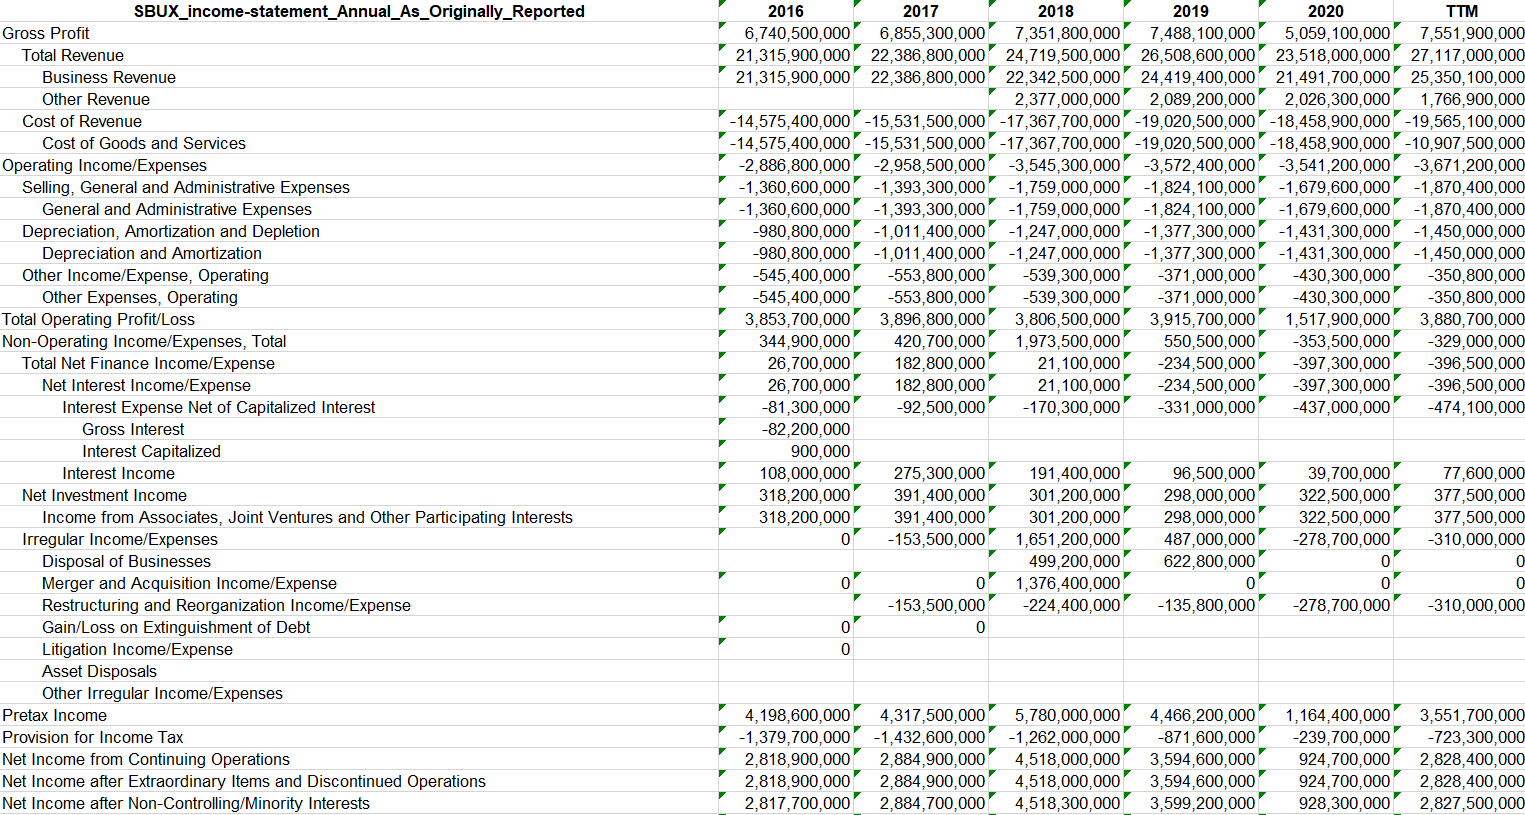 SBUX_income-statement_Annual_As_Originally_Reported 2016 2017 2018 2019 2020 TTM
Gross Profit 6,740,500,000 6,855,300,000 7,351,800,000 7,488,100,000 5,059,100,000 7,551,900,000
Total Revenue 21,315,900,000 22,386,800,000 24,719,500,000 26,508,600,000 23,518,000,000 27,117,000,000
Business Revenue 21,315,900,000 22,386,800,000 22,342,500,000 24,419,400,000 21,491,700,000 25,350,100,000
Other Revenue 2,377,000,000 2,089,200,000 2,026,300,000 1,766,900,000
Cost of Revenue -14,575,400,000 -15,531,500,000 -17,367,700,000 -19,020,500,000 -18,458,900,000 -19,565,100,000
Cost of Goods and Services -14,575,400,000 -15,531,500,000 -17,367,700,000 -19,020,500,000 -18,458,900,000 -10,907,500,000
Operating Income/Expenses -2,886,800,000 -2,958,500,000 -3,545,300,000 -3,572,400,000 -3,541,200,000 -3,671,200,000
Selling, General and Administrative Expenses -1,360,600,000 -1,393,300,000 -1,759,000,000 -1,824,100,000 -1,679,600,000 -1,870,400,000
General and Administrative Expenses -1,360,600,000 -1,393,300,000 -1,759,000,000 -1,824,100,000 -1,679,600,000 -1,870,400,000
Depreciation, Amortization and Depletion -980,800,000 -1,011,400,000 -1,247,000,000 -1,377,300,000 -1,431,300,000 -1,450,000,000
Depreciation and Amortization -980,800,000 -1,011,400,000 -1,247,000,000 -1,377,300,000 -1,431,300,000 -1,450,000,000
Other Income/Expense, Operating -545,400,000 -553,800,000 -539,300,000 -371,000,000 -430,300,000 -350,800,000
Other Expenses, Operating -545,400,000 -553,800,000 -539,300,000 -371,000,000 -430,300,000 -350,800,000
Total Operating Profit/Loss 3,853,700,000 3,896,800,000 3,806,500,000 3,915,700,000 1,517,900,000 3,880,700,000
Non-Operating Income/Expenses, Total 344,900,000 420,700,000 1,973,500,000 550,500,000 -353,500,000 -329,000,000
Total Net Finance Income/Expense 26,700,000 182,800,000 21,100,000 -234,500,000 -397,300,000 -396,500,000
Net Interest Income/Expense 26,700,000 182,800,000 21,100,000 -234,500,000 -397,300,000 -396,500,000
Interest Expense Net of Capitalized Interest -81,300,000 -92,500,000 -170,300,000 -331,000,000 -437,000,000 -474,100,000
Gross Interest -82,200,000
Interest Capitalized 900,000
Interest Income 108,000,000 275,300,000 191,400,000 96,500,000 39,700,000 77,600,000
Net Investment Income 318,200,000 391,400,000 301,200,000 298,000,000 322,500,000 377,500,000
Income from Associates, Joint Ventures and Other Participating Interests 318,200,000 391,400,000 301,200,000 298,000,000 322,500,000 377,500,000
Irregular Income/Expenses 0 -153,500,000 1,651,200,000 487,000,000 -278,700,000 -310,000,000
Disposal of Businesses 499,200,000 622,800,000 0 0
Merger and Acquisition Income/Expense 0 0 1,376,400,000 0 0 0
Restructuring and Reorganization Income/Expense -153,500,000 -224,400,000 -135,800,000 -278,700,000 -310,000,000
Gain/Loss on Extinguishment of Debt 0 0
Litigation Income/Expense 0
Asset Disposals
Other Irregular Income/Expenses
Pretax Income 4,198,600,000 4,317,500,000 5,780,000,000 4,466,200,000 1,164,400,000 3,551,700,000
Provision for Income Tax -1,379,700,000 -1,432,600,000 -1,262,000,000 -871,600,000 -239,700,000 -723,300,000
Net Income from Continuing Operations 2,818,900,000 2,884,900,000 4,518,000,000 3,594,600,000 924,700,000 2,828,400,000
Net Income after Extraordinary Items and Discontinued Operations 2,818,900,000 2,884,900,000 4,518,000,000 3,594,600,000 924,700,000 2,828,400,000
Net Income after Non-Controlling/Minority Interests 2,817,700,000 2,884,700,000 4,518,300,000 3,599,200,000 928,300,000 2,827,500,000